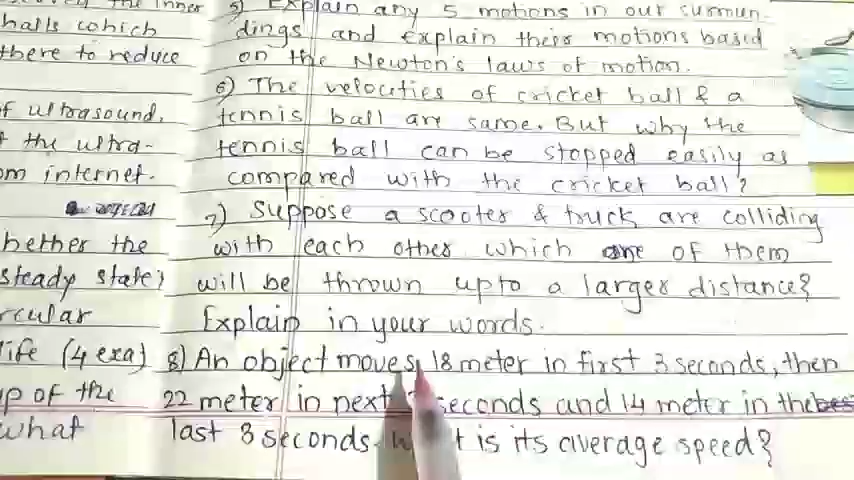 the inner
balls which
there to reduce
of ultrasound.
the ultra-
om internet.
hether the
steady state?
rcular
life (4 exa)
up of the
what
5) Explain any 5 motions in our surroun-
dings and explain their motions based
on the Newton's laws of motion.
6) The velocities of cricket ball & a
tennis ball are same. But why the
tennis ball can be stopped easily as
compared with the cricket ball?
7) Suppose a scooter & truck are colliding
with each other which one of them
will be thrown upto a larger distance?
Explain in your words.
8) An object moves 18 meter in first 3 seconds, then
22 meter in next seconds and 14 meter in the
last 3 seconds. is its average speed?